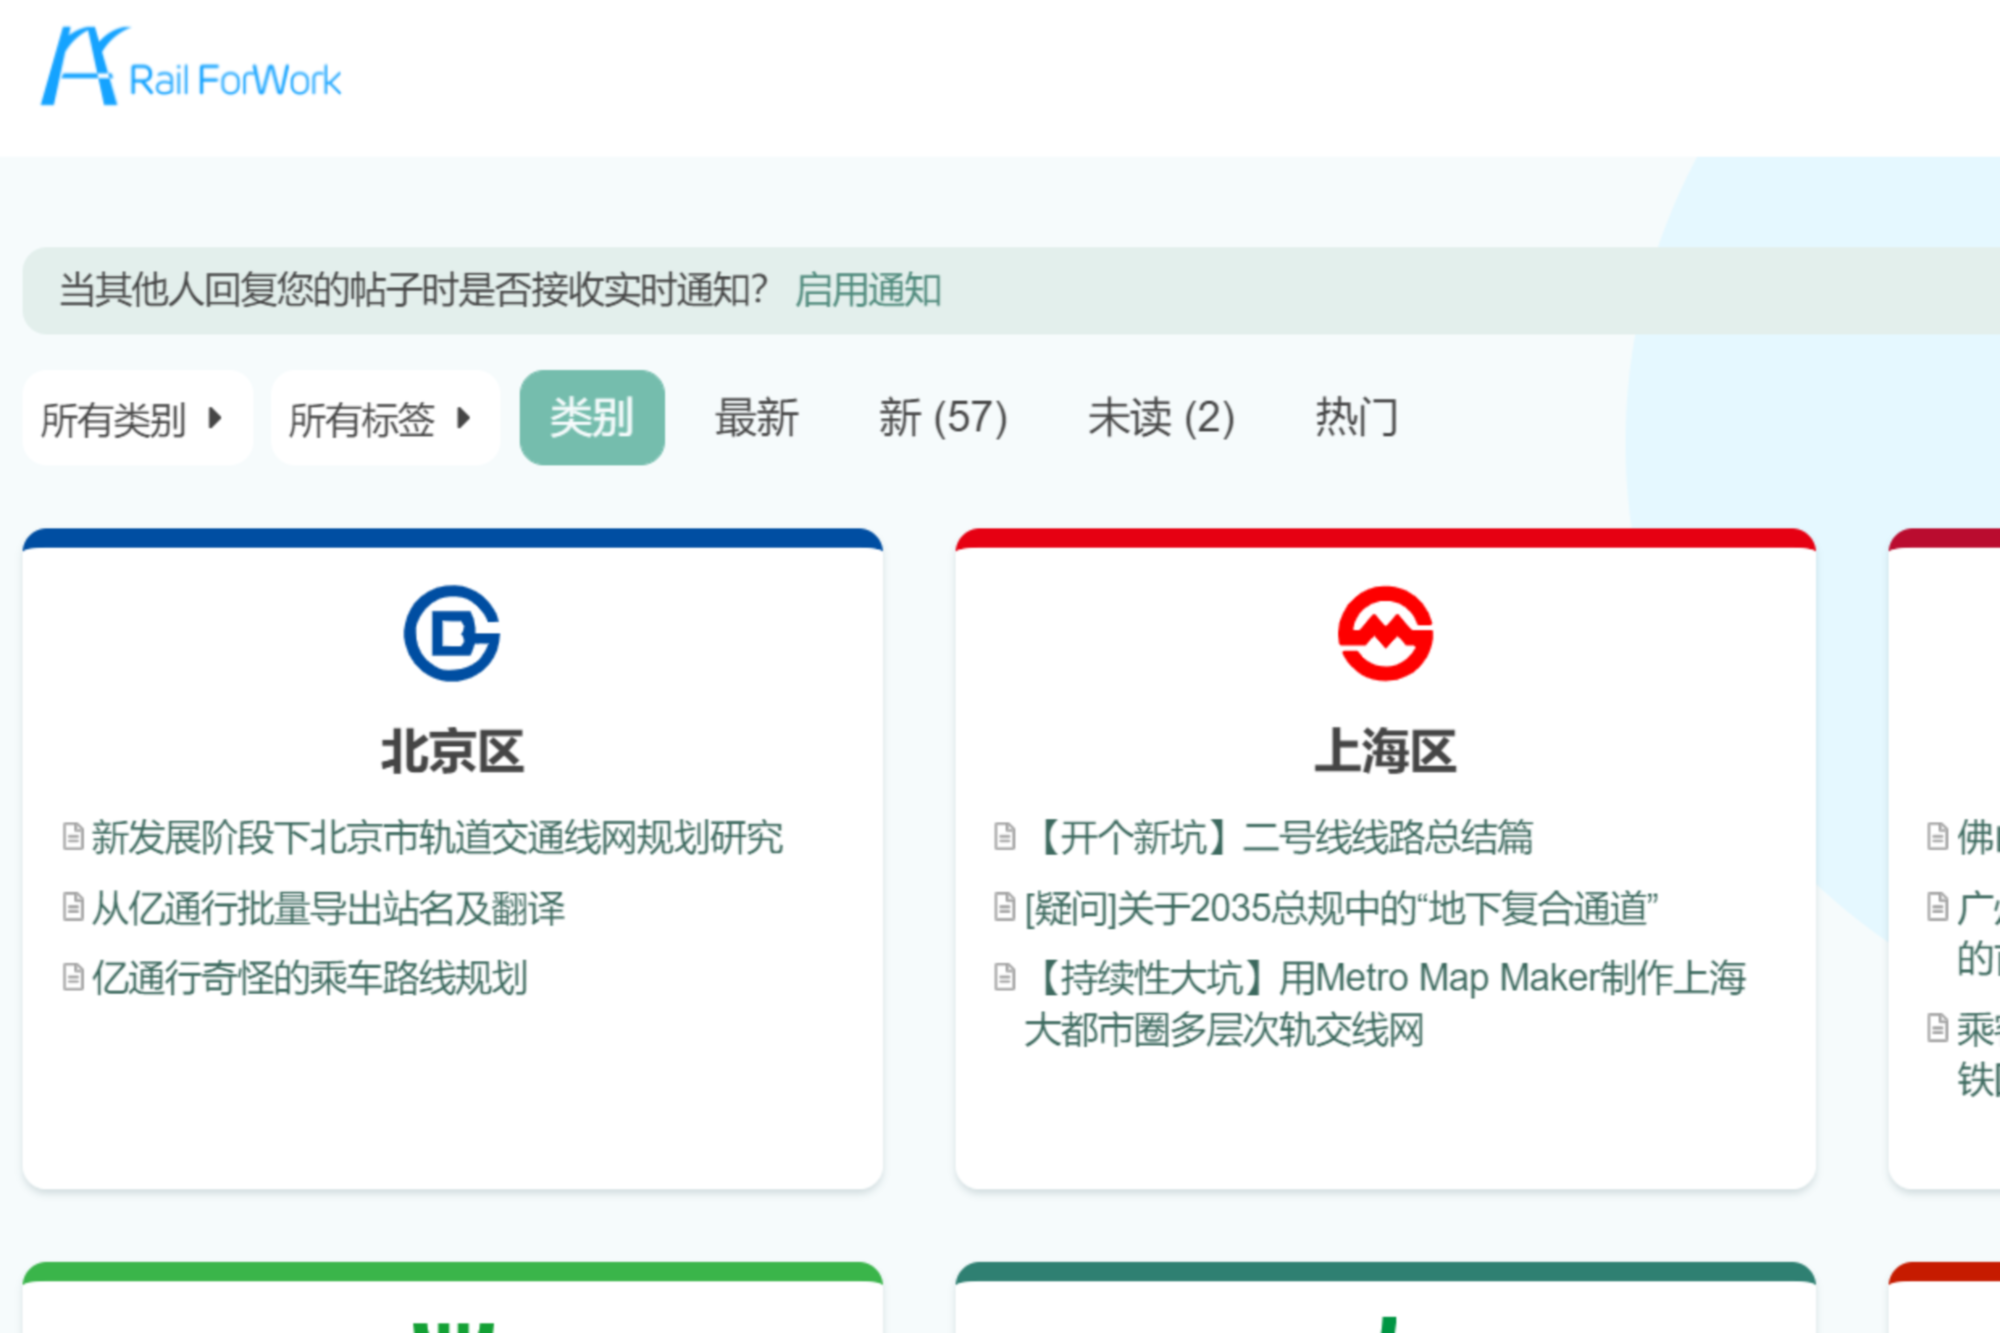 Rail ForWork
当其他人回复您的帖子时是否接收实时通知? 启用通知
所有类别 所有标签 类别 最新 新 (57) 未读 (2) 热门
北京区
新发展阶段下北京市轨道交通线网规划研究
从亿通行批量导出站名及翻译
亿通行奇怪的乘车路线规划
上海区
【开个新坑】二号线线路总结篇
[疑问]关于2035总规中的“地下复合通道”
【持续性大坑】用Metro Map Maker制作上海
大都市圈多层次轨交线网
佛
广
的
乘
铁